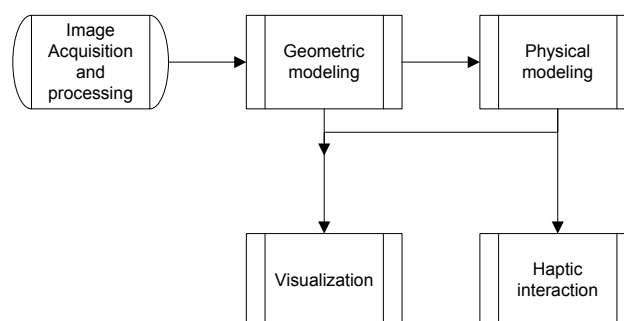 Image
Acquisition
and
processing
Geometric
modeling
Physical
modeling
Visualization
Haptic
interaction